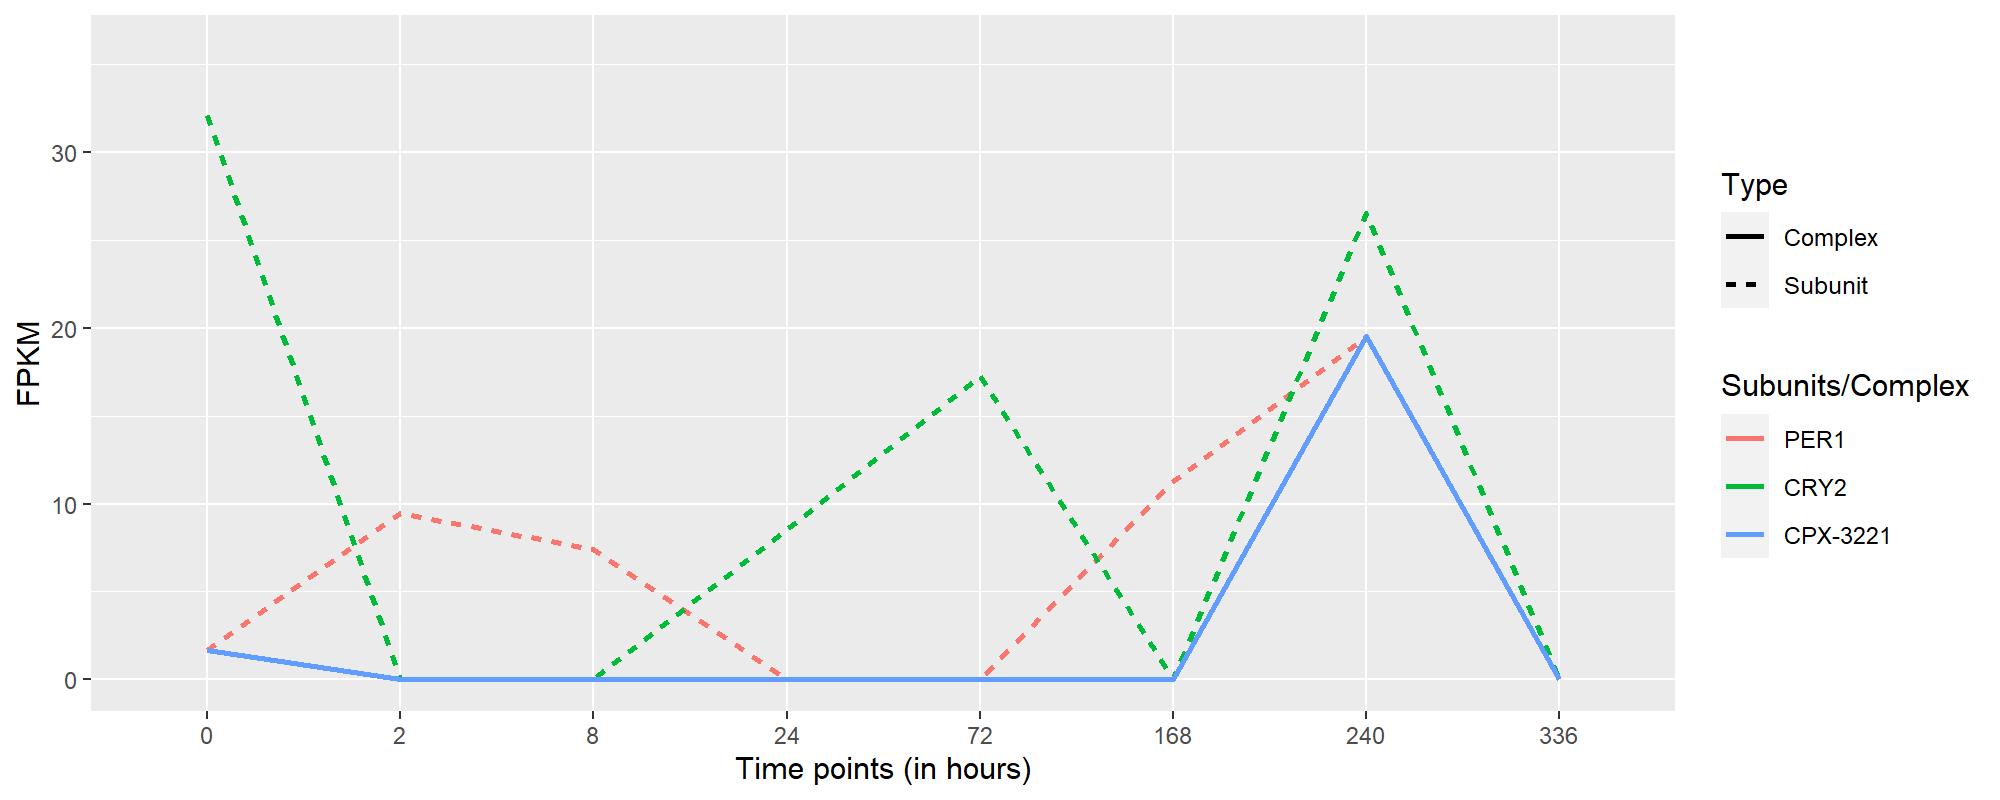 FPKM
30
20
10
0
0 2 8 24 72 168 240 336
Time points (in hours)
Type
Complex
Subunit
Subunits/Complex
PER1
CRY2
CPX-3221